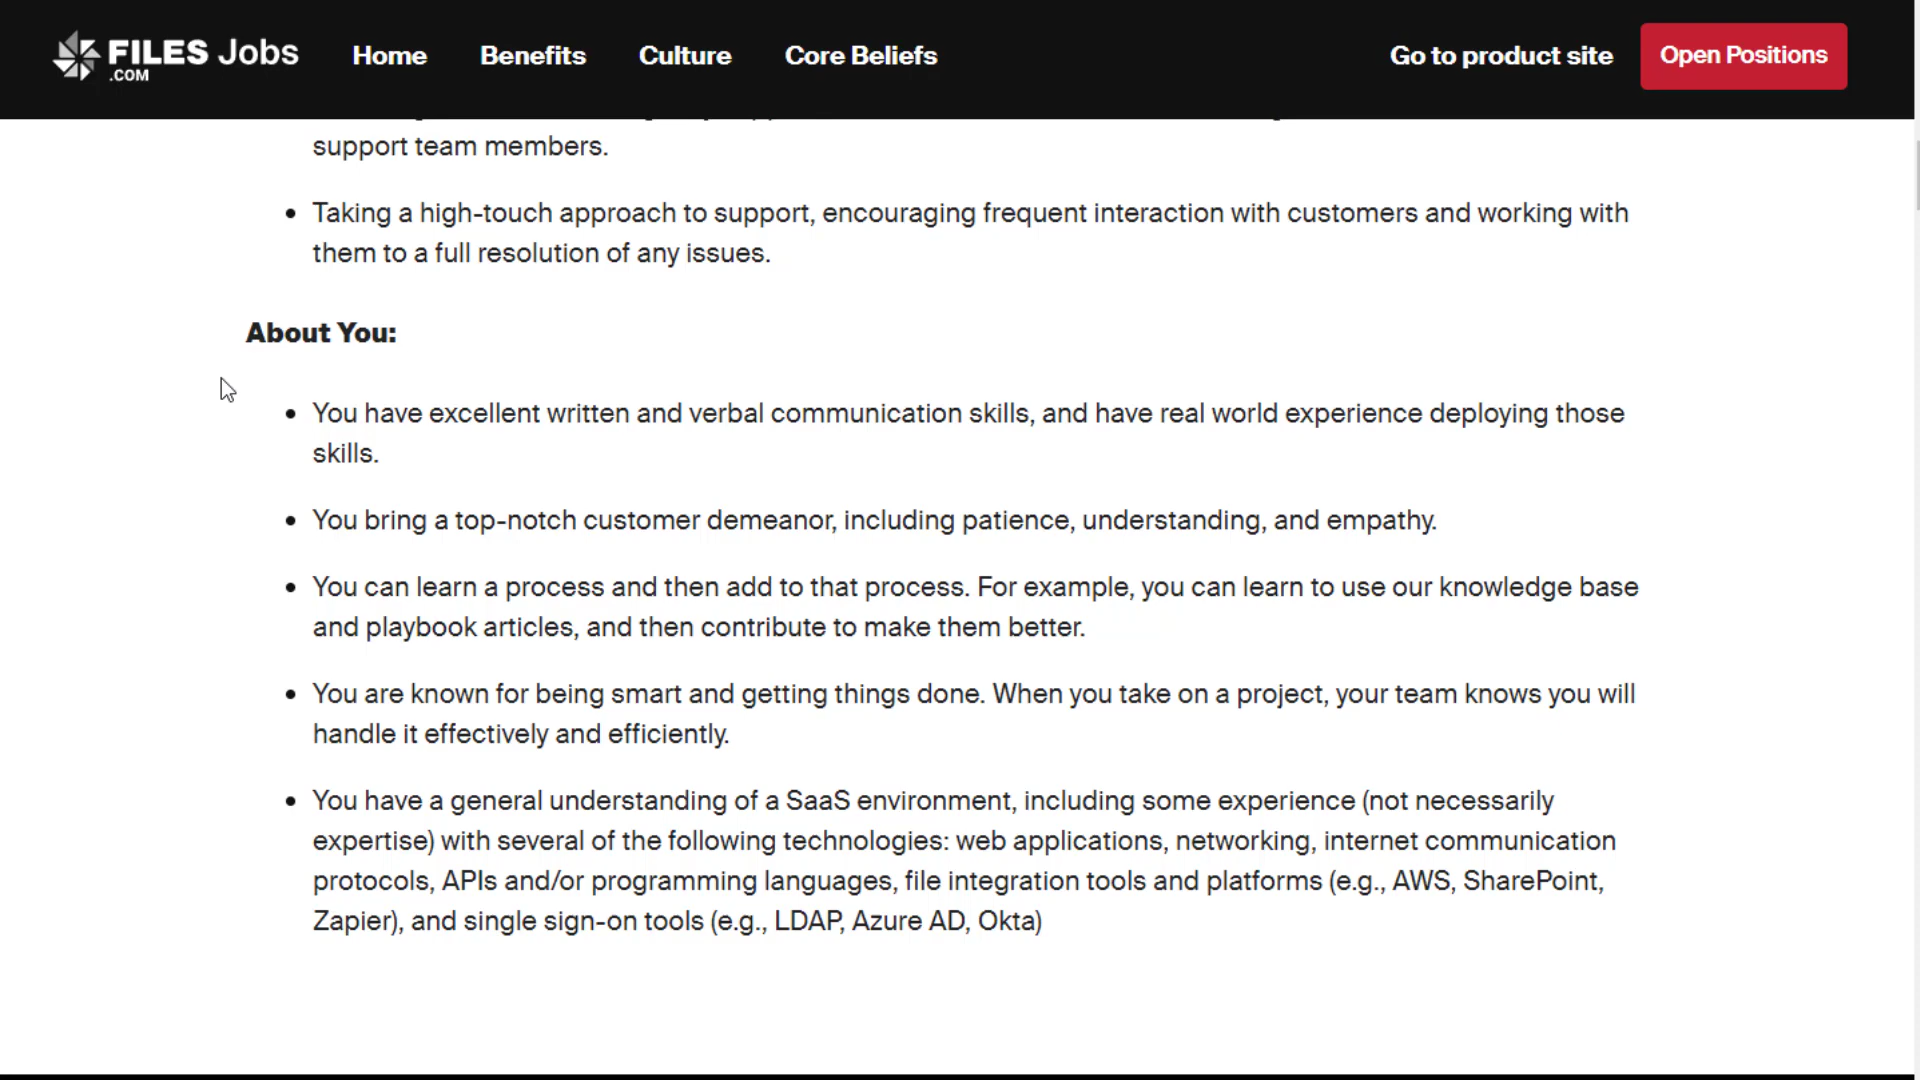 FILES Jobs
.COM
Home Benefits Culture Core Beliefs Go to product site Open Positions
support team members.
• Taking a high-touch approach to support, encouraging frequent interaction with customers and working with
them to a full resolution of any issues.
About You:
• You have excellent written and verbal communication skills, and have real world experience deploying those
skills.
• You bring a top-notch customer demeanor, including patience, understanding, and empathy.
• You can learn a process and then add to that process. For example, you can learn to use our knowledge base
and playbook articles, and then contribute to make them better.
• You are known for being smart and getting things done. When you take on a project, your team knows you will
handle it effectively and efficiently.
• You have a general understanding of a SaaS environment, including some experience (not necessarily
expertise) with several of the following technologies: web applications, networking, internet communication
protocols, APIs and/or programming languages, file integration tools and platforms (e.g., AWS, SharePoint,
Zapier), and single sign-on tools (e.g., LDAP, Azure AD, Okta)